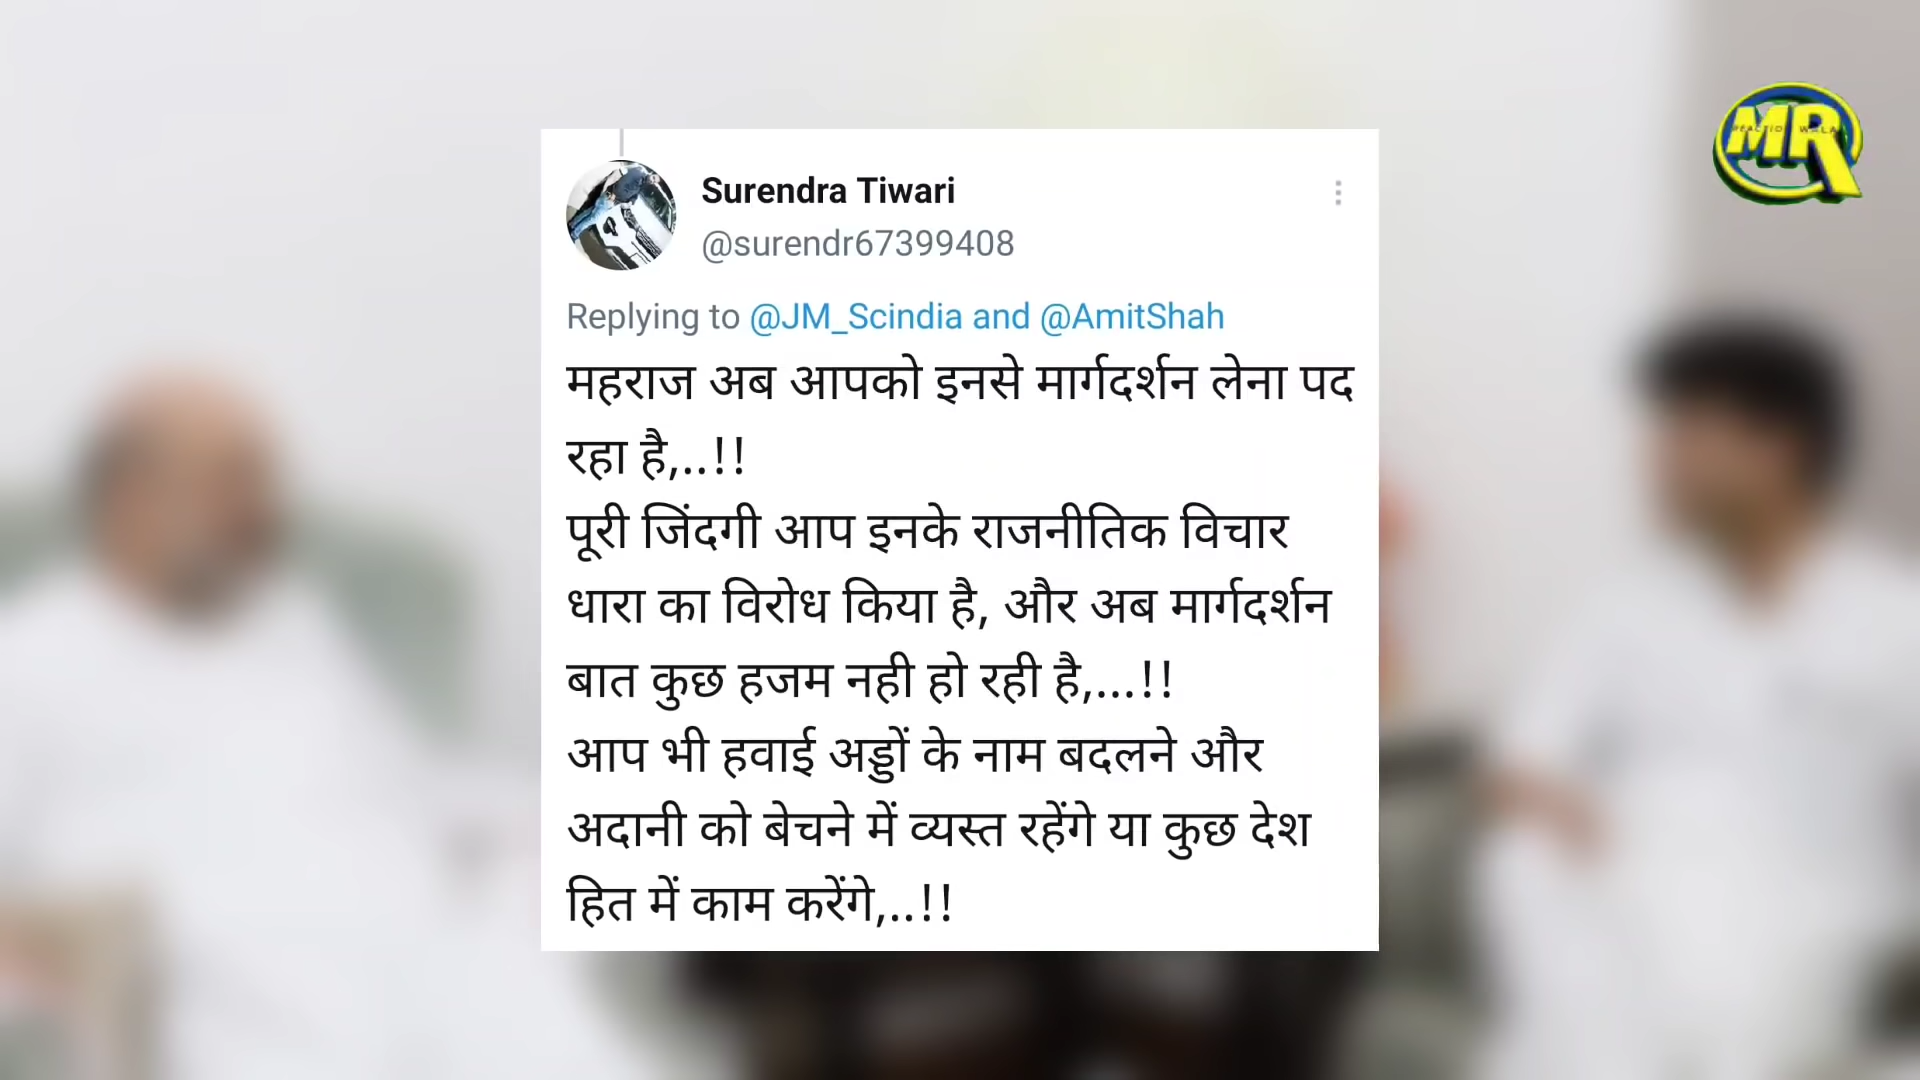 MR
REACTION WALA
Surendra Tiwari
@surendr67399408
Replying to @JM_Scindia and @AmitShah
महराज अब आपको इनसे मार्गदर्शन लेना पद
रहा है,..!!
पूरी जिंदगी आप इनके राजनीतिक विचार
धारा का विरोध किया है, और अब मार्गदर्शन
बात कुछ हजम नही हो रही है,...!!
आप भी हवाई अड्डों के नाम बदलने और
अदानी को बेचने में व्यस्त रहेंगे या कुछ देश
हित में काम करेंगे,..!!